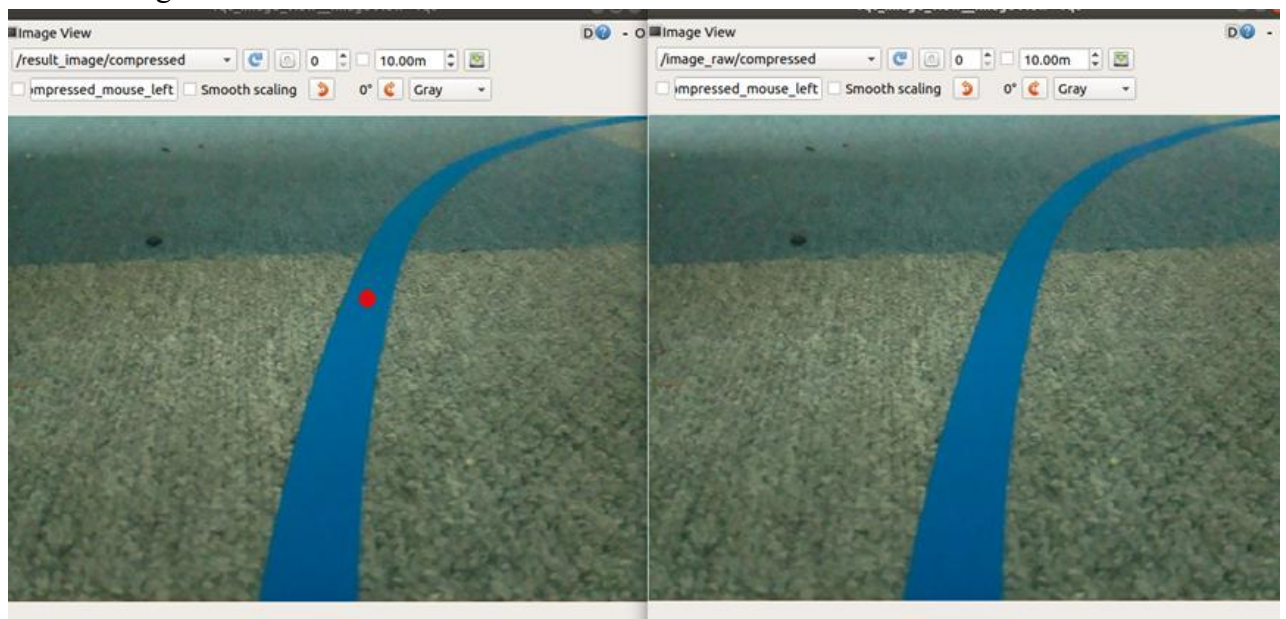 Image View
D
- O
/result_image/compressed
0
10.00m
ompressed_mouse_left
Smooth scaling
0°
Gray
Image View
D
-
/image_raw/compressed
0
10.00m
ompressed_mouse_left
Smooth scaling
0°
Gray